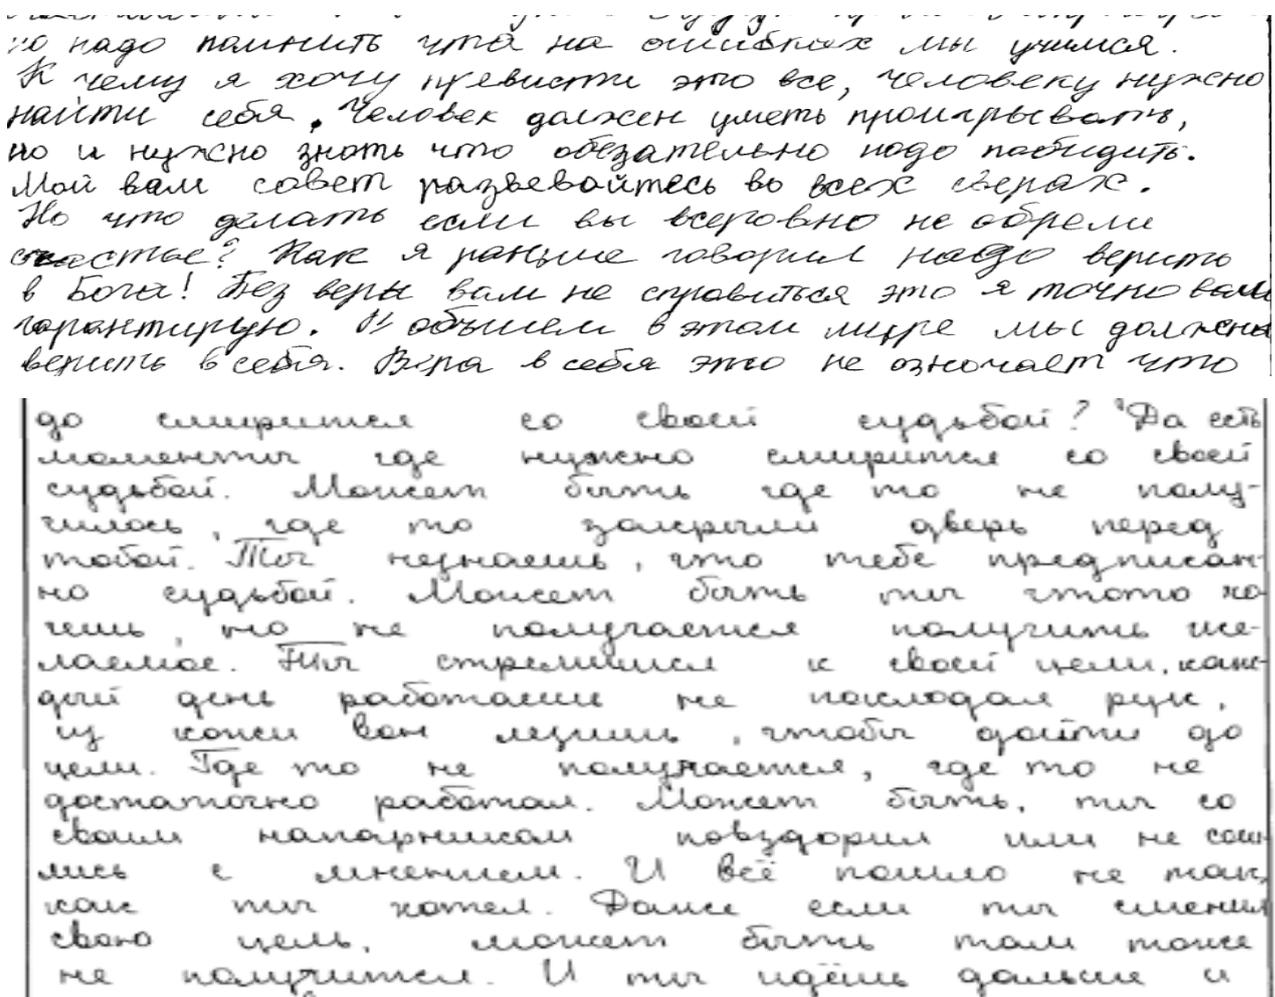 но надо помнить что на ошибках мы учимся.
К чему я хочу превисти это все, человеку нужно
найти себя. Человек должен уметь проигрывать,
но и нужно знать что обезательно надо победить.
Мой вам совет развевайтесь во всех сверах.
Но что делать если вы всеровно не обрели
счастье? Как я раньше говорил надо верить
в Бога! Без веры вам не справиться это я точно вам
гарантирую. И вобщем в этом мире мы должны
верить в себя. Вера в себя это не означает что
до смирится со своей судьбой? Да есть
моменты где нужно смирится со своей
судьбой. Может быть где то не полу-
чилось, где то закрыли дверь перед
тобой. Ты незнаешь, что тебе предписан-
но судьбой. Может быть ты чтото хо-
чешь, но не получается получить же-
лаемое. Ты стремишся к своей цели, каж-
дый день работаешь не покладая рук,
из кожи вон лезишь, чтобы дойти до
цели. Где то не получается, где то не
достаточно работал. Может быть, ты со
своим напарником повздорил или не сош-
лись с мнением. И всё пошло не так,
как ты хотел. Даже если ты сменил
свою цель, может быть там тоже
не получится. И ты идёшь дальше и